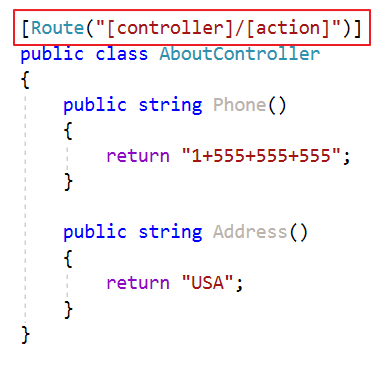 [Route("[controller]/[action]")]
public class AboutController
{
    public string Phone()
    {
        return "1+555+555+555";
    }

    public string Address()
    {
        return "USA";
    }
}